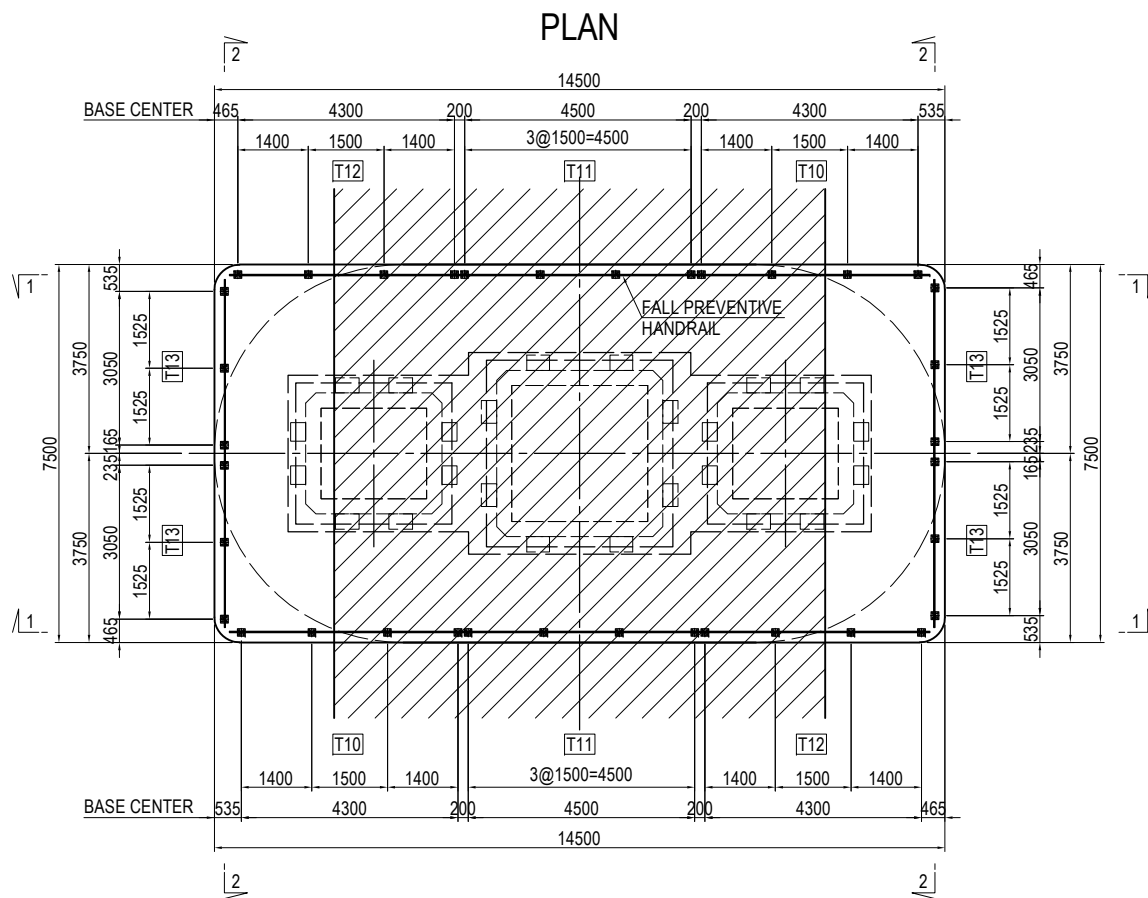 PLAN
2 2
14500
BASE CENTER 465 4300 200 4500 200 4300 535
1400 1500 1400 3@1500=4500 1400 1500 1400
T12 T11 T10
1 1
FALL PREVENTIVE
HANDRAIL
7500
3750 3750
535 3050 165 235 3050 465
1525 1525 1525 1525
T13 T13
T13 T13
1525 1525 1525 1525
465 3050 235 165 3050 535
3750 3750
7500
1 1
T10 T11 T12
1400 1500 1400 3@1500=4500 1400 1500 1400
BASE CENTER 535 4300 200 4500 200 4300 465
14500
2 2